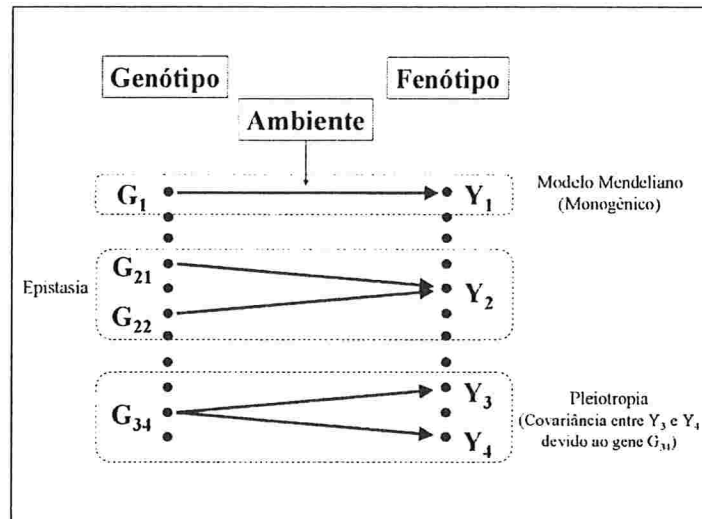 Genótipo
Fenótipo
Ambiente
G1
Y1
Modelo Mendeliano
(Monogênico)
Epistasia
G21
G22
Y2
G34
Y3
Y4
Pleiotropia
(Covariância entre Y3 e Y4
devido ao gene G34)